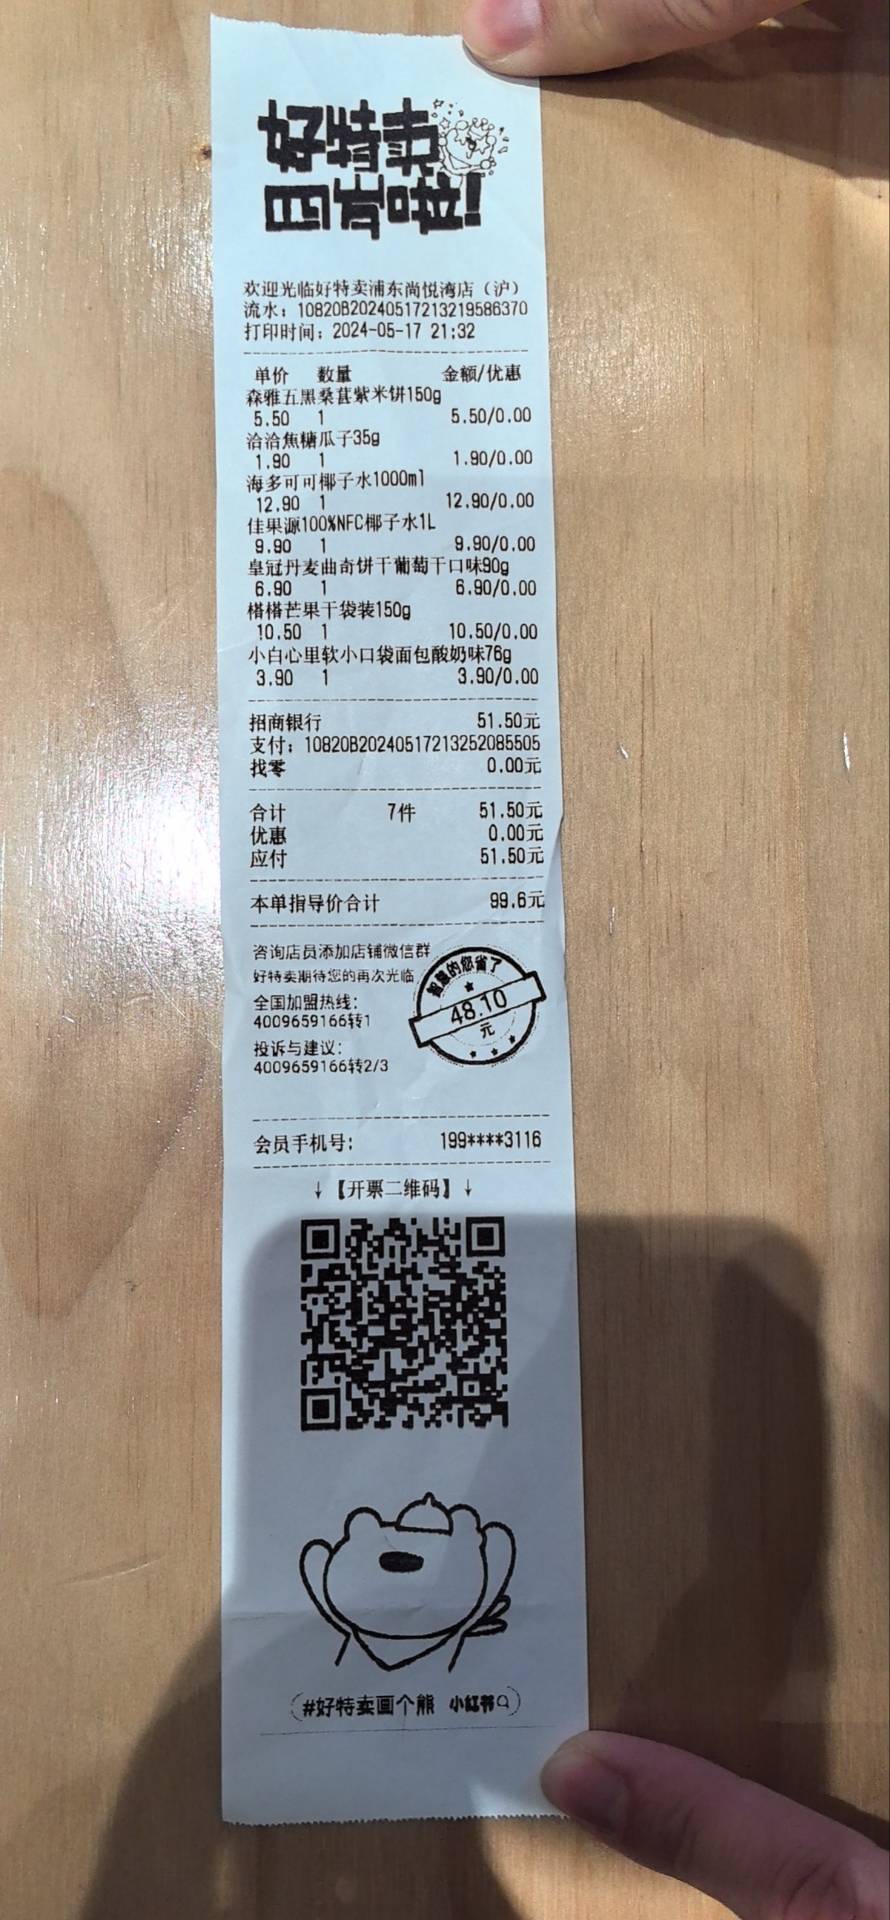 欢迎光临好特卖浦东尚悦湾店（沪）
流水：10820B20240517213219586370
打印时间：2024-05-17 21:32
单价 数量 金额/优惠
森雅五黑桑葚紫米饼150g
5.50 1 5.50/0.00
洽洽焦糖瓜子35g
1.90 1 1.90/0.00
海多可可椰子水1000ml
12.90 1 12.90/0.00
佳果源100%NFC椰子水1L
9.90 1 9.90/0.00
皇冠丹麦曲奇饼干葡萄干口味90g
6.90 1 6.90/0.00
榙榙芒果干袋装150g
10.50 1 10.50/0.00
小白心里软小口袋面包酸奶味76g
3.90 1 3.90/0.00
招商银行 51.50元
支付：10820B20240517213252085505
找零 0.00元
合计 7件 51.50元
优惠 0.00元
应付 51.50元
本单指导价合计 99.6元
咨询店员添加店铺微信群
好特卖期待您的再次光临
全国加盟热线：
4009659166转1
投诉与建议：
4009659166转2/3
智慧的您省了
48.10
元
会员手机号： 199****3116
↓【开票二维码】↓
#好特卖画个熊 小红书